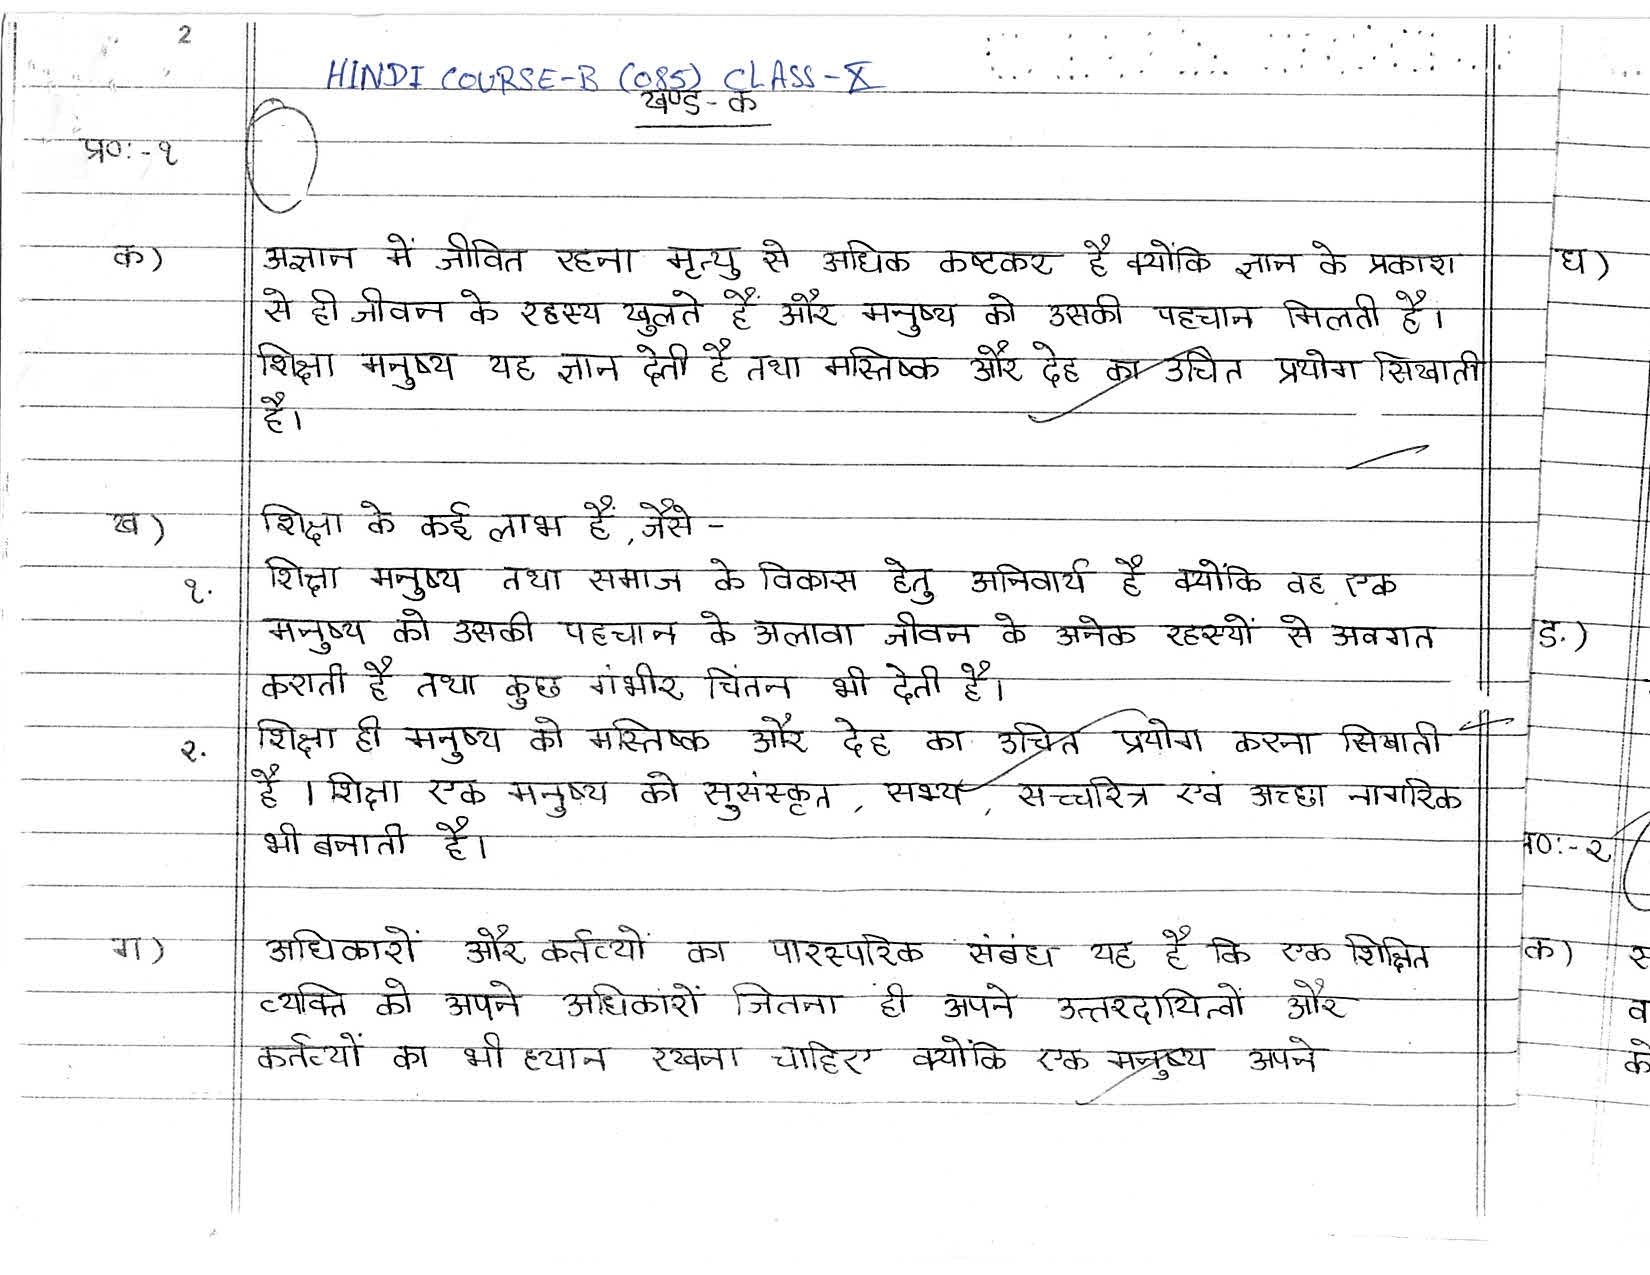 2
HINDI COURSE-B (085) CLASS-X
खण्ड - क
प्र०:-१
क) अज्ञान में जीवित रहना मृत्यु से अधिक कष्टकर है क्योंकि ज्ञान के प्रकाश
से ही जीवन के रहस्य खुलते हैं और मनुष्य को उसकी पहचान मिलती है।
शिक्षा मनुष्य यह ज्ञान देती है तथा मस्तिष्क और देह का उचित प्रयोग सिखाती
है।
ख) शिक्षा के कई लाभ हैं, जैसे -
१. शिक्षा मनुष्य तथा समाज के विकास हेतु अनिवार्य है क्योंकि वह एक
मनुष्य को उसकी पहचान के अलावा जीवन के अनेक रहस्यों से अवगत
कराती है तथा कुछ गंभीर चिंतन भी देती है।
२. शिक्षा ही मनुष्य को मस्तिष्क और देह का उचित प्रयोग करना सिखाती
है। शिक्षा एक मनुष्य को सुसंस्कृत, सभ्य, सच्चरित्र एवं अच्छा नागरिक
भी बनाती है।
ग) अधिकारों और कर्तव्यों का पारस्परिक संबंध यह है कि एक शिक्षित
व्यक्ति को अपने अधिकारों जितना ही अपने उत्तरदायित्वों और
कर्तव्यों का भी ध्यान रखना चाहिए क्योंकि एक मनुष्य अपने
घ)
ङ.)
०:-२
क)